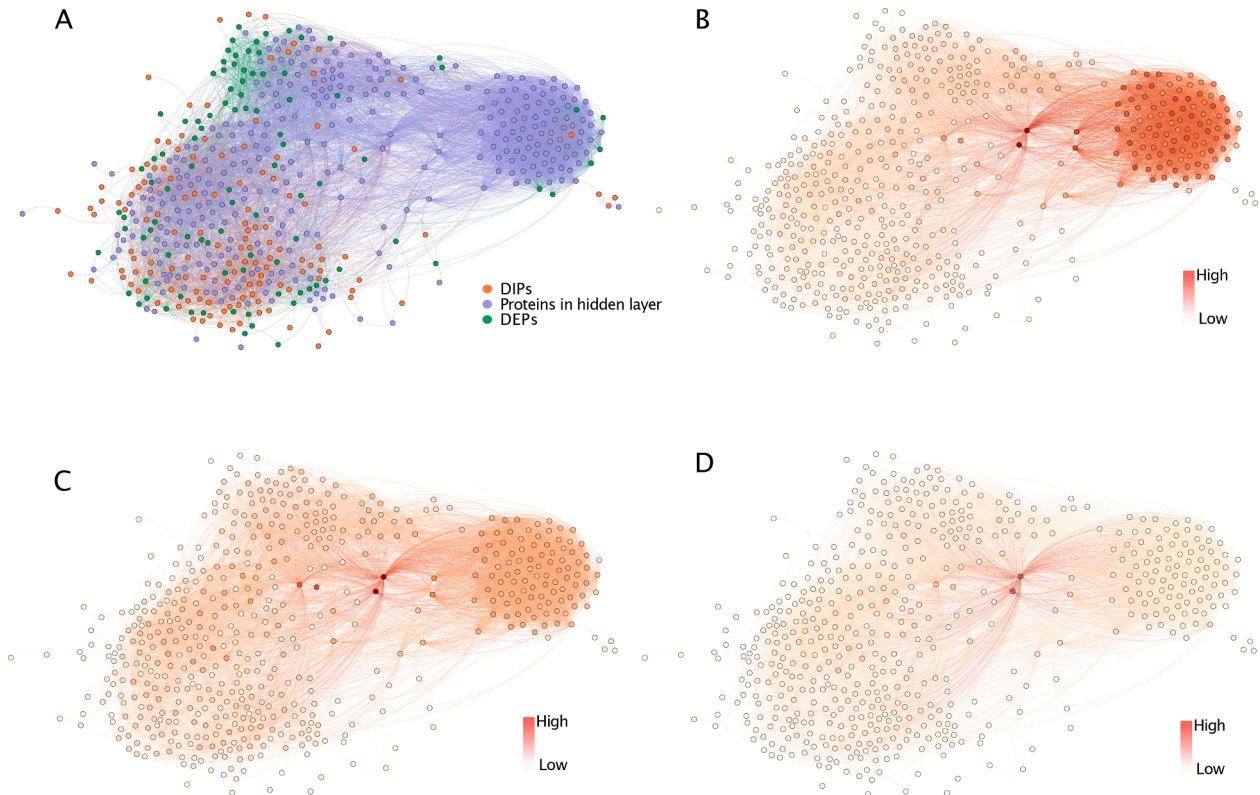 A
B
DIPs
Proteins in hidden layer
DEPs
High
Low
C
D
High
Low
High
Low